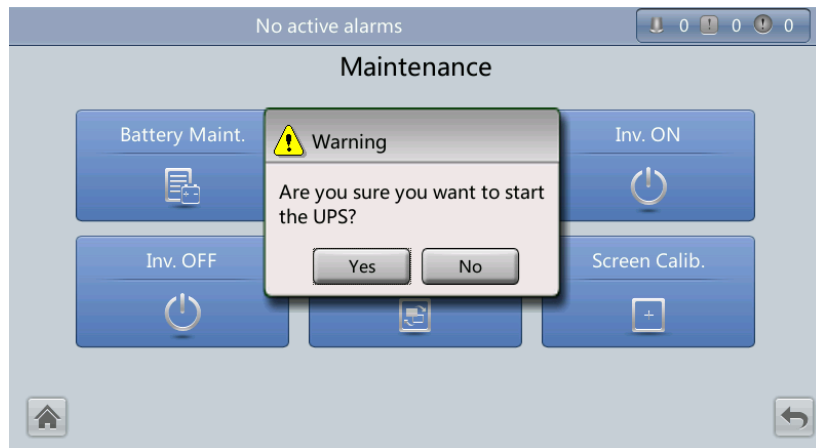 No active alarms
0 0 0
Maintenance
Battery Maint.
Inv. ON
Warning
Are you sure you want to start
the UPS?
Yes No
Inv. OFF
Screen Calib.